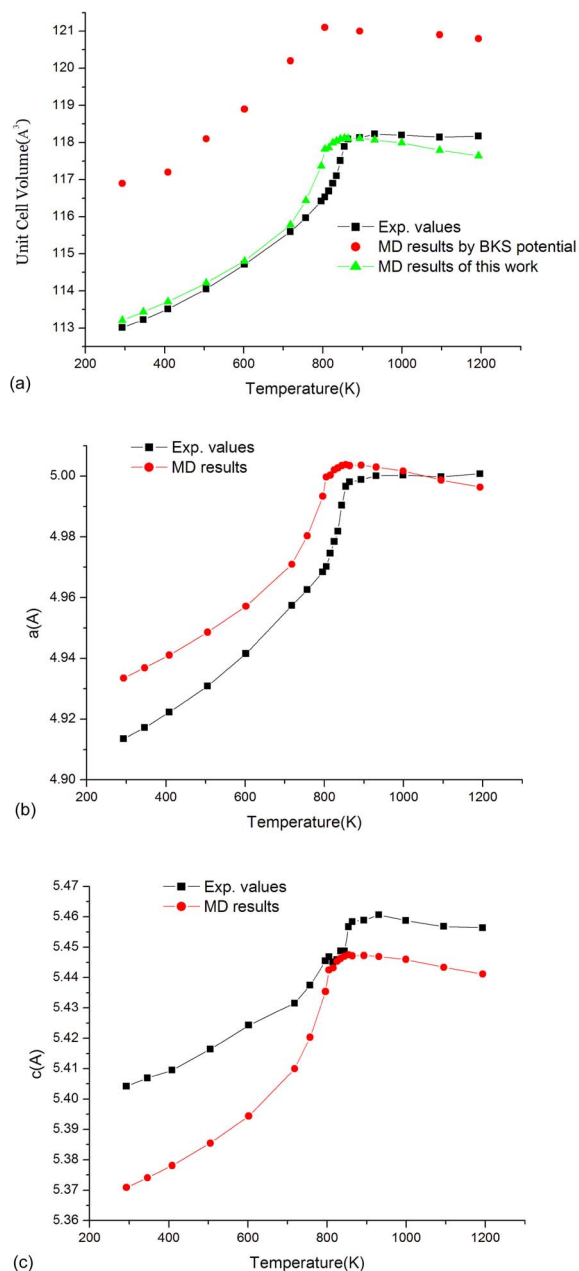 121
120
119
118
117
116
115
114
113
Unit Cell Volume(A³)
Exp. values
MD results by BKS potential
MD results of this work
200 400 600 800 1000 1200
Temperature(K)
(a)
Exp. values
MD results
5.00
4.98
4.96
4.94
4.92
4.90
a(A)
200 400 600 800 1000 1200
Temperature(K)
(b)
Exp. values
MD results
5.47
5.46
5.45
5.44
5.43
5.42
5.41
5.40
5.39
5.38
5.37
5.36
c(A)
200 400 600 800 1000 1200
Temperature(K)
(c)